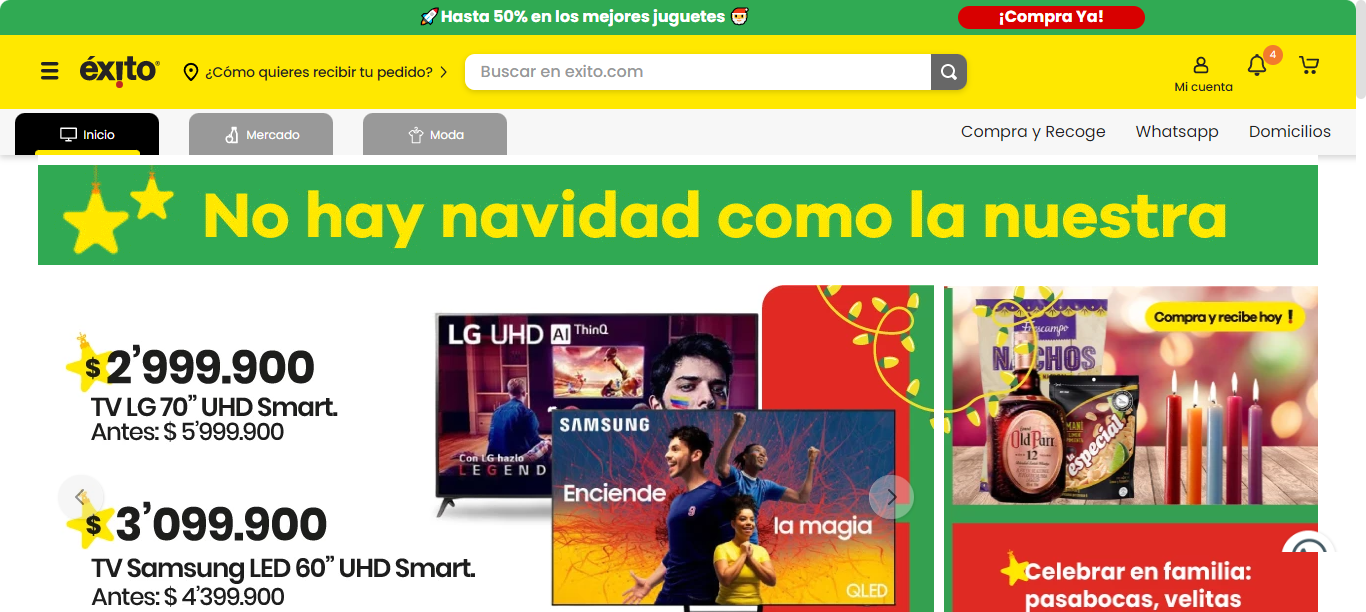 Hasta 50% en los mejores juguetes
¡Compra Ya!
éxito
¿Cómo quieres recibir tu pedido?
Buscar en exito.com
Mi cuenta
4
Inicio
Mercado
Moda
Compra y Recoge
Whatsapp
Domicilios
No hay navidad como la nuestra
$ 2’999.900
TV LG 70” UHD Smart.
Antes: $ 5’999.900
$ 3’099.900
TV Samsung LED 60” UHD Smart.
Antes: $ 4’399.900
LG UHD AI ThinQ
Con LG hazlo
LEGEND
SAMSUNG
Enciende
la magia
QLED
Compra y recibe hoy !
Frescampo
NACHOS
Old Parr
12
MANI
la especial
Celebrar en familia:
pasabocas, velitas